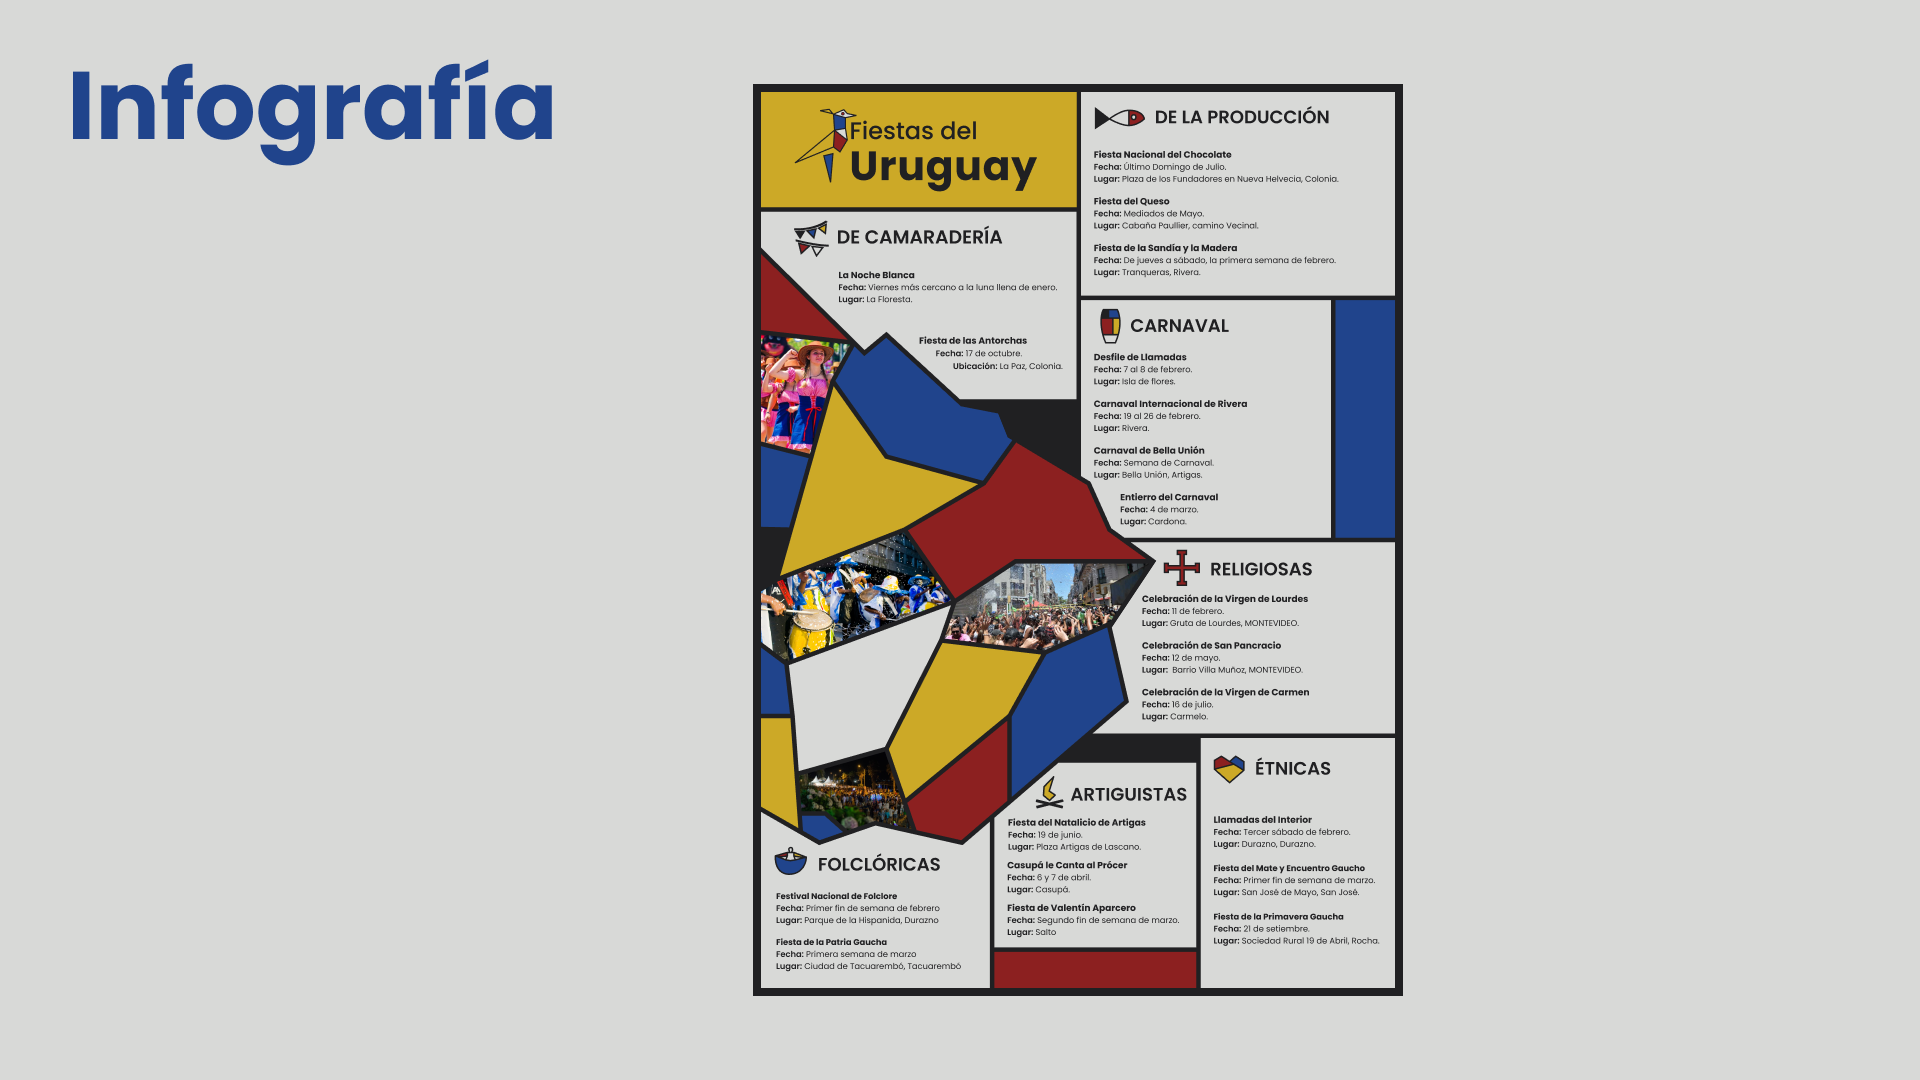 Infografía
Fiestas del
Uruguay
DE CAMARADERÍA
La Noche Blanca
Fecha: Viernes más cercano a la luna llena de enero.
Lugar: La Floresta.
Fiesta de las Antorchas
Fecha: 17 de octubre.
Ubicación: La Paz, Colonia.
DE LA PRODUCCIÓN
Fiesta Nacional del Chocolate
Fecha: Último Domingo de Julio.
Lugar: Plaza de los Fundadores en Nueva Helvecia, Colonia.
Fiesta del Queso
Fecha: Mediados de Mayo.
Lugar: Cabaña Paullier, camino Vecinal.
Fiesta de la Sandía y la Madera
Fecha: De jueves a sábado, la primera semana de febrero.
Lugar: Tranqueras, Rivera.
CARNAVAL
Desfile de Llamadas
Fecha: 7 al 8 de febrero.
Lugar: Isla de flores.
Carnaval Internacional de Rivera
Fecha: 19 al 26 de febrero.
Lugar: Rivera.
Carnaval de Bella Unión
Fecha: Semana de Carnaval.
Lugar: Bella Unión, Artigas.
Entierro del Carnaval
Fecha: 4 de marzo.
Lugar: Cardona.
RELIGIOSAS
Celebración de la Virgen de Lourdes
Fecha: 11 de febrero.
Lugar: Gruta de Lourdes, MONTEVIDEO.
Celebración de San Pancracio
Fecha: 12 de mayo.
Lugar: Barrio Villa Muñoz, MONTEVIDEO.
Celebración de la Virgen de Carmen
Fecha: 16 de julio.
Lugar: Carmelo.
FOLCLÓRICAS
Festival Nacional de Folclore
Fecha: Primer fin de semana de febrero
Lugar: Parque de la Hispanida, Durazno
Fiesta de la Patria Gaucha
Fecha: Primera semana de marzo
Lugar: Ciudad de Tacuarembó, Tacuarembó
ARTIGUISTAS
Fiesta del Natalicio de Artigas
Fecha: 19 de junio.
Lugar: Plaza Artigas de Lascano.
Casupá le Canta al Prócer
Fecha: 6 y 7 de abril.
Lugar: Casupá.
Fiesta de Valentín Aparcero
Fecha: Segundo fin de semana de marzo.
Lugar: Salto
ÉTNICAS
Llamadas del Interior
Fecha: Tercer sábado de febrero.
Lugar: Durazno, Durazno.
Fiesta del Mate y Encuentro Gaucho
Fecha: Primer fin de semana de marzo.
Lugar: San José de Mayo, San José.
Fiesta de la Primavera Gaucha
Fecha: 21 de setiembre.
Lugar: Sociedad Rural 19 de Abril, Rocha.